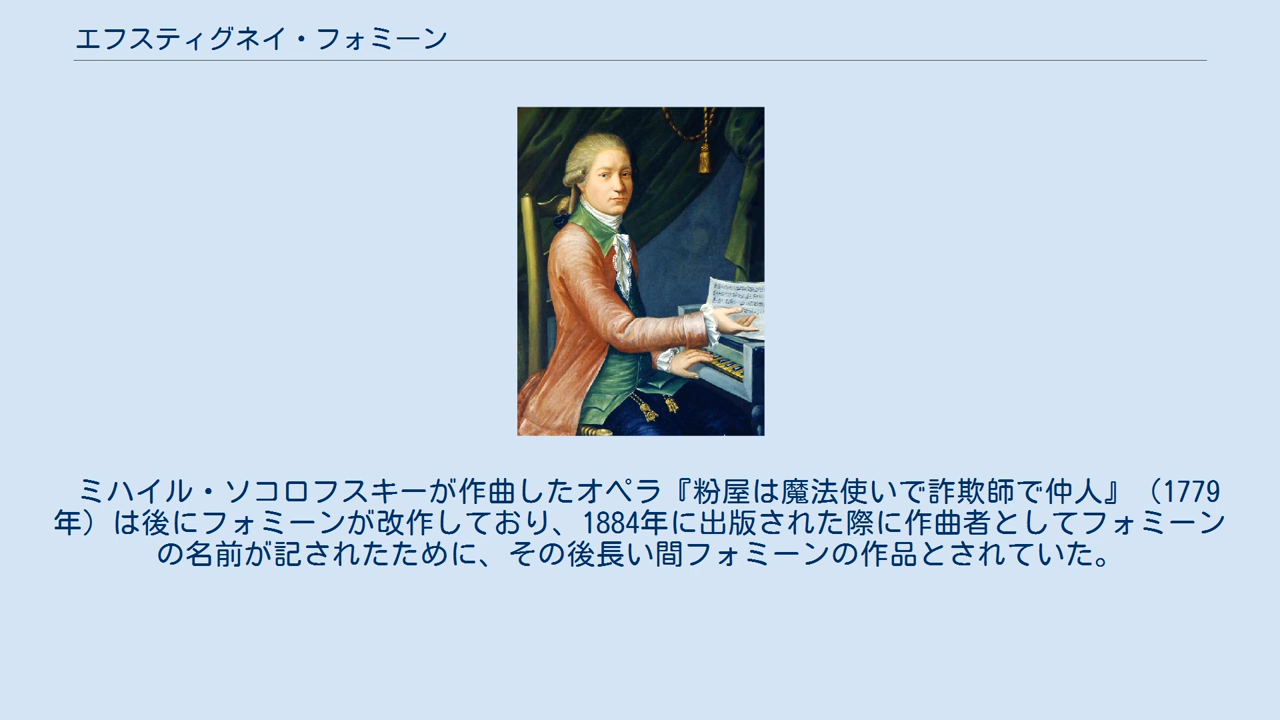 エフスティグネイ・フォミーン
ミハイル・ソコロフスキーが作曲したオペラ『粉屋は魔法使いで詐欺師で仲人』（1779
年）は後にフォミーンが改作しており、1884年に出版された際に作曲者としてフォミーン
の名前が記されたために、その後長い間フォミーンの作品とされていた。